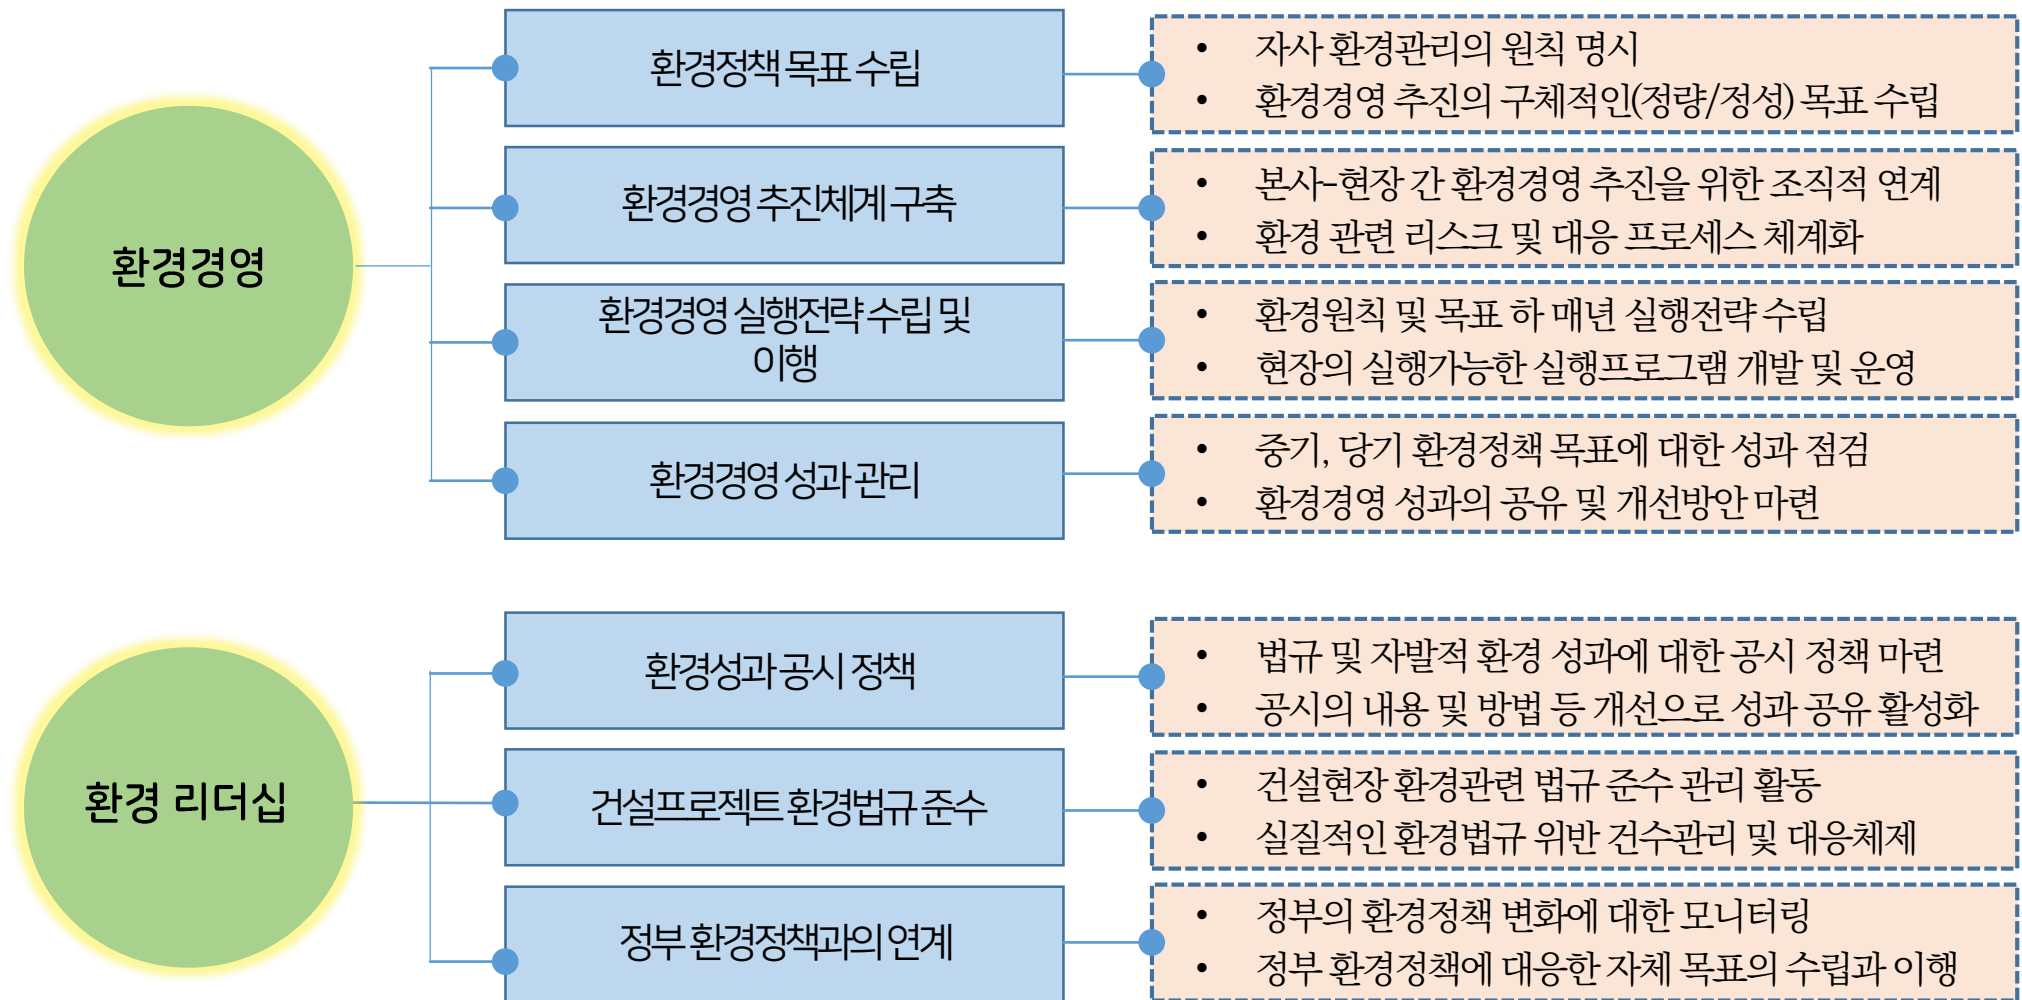 환경경영
환경정책 목표 수립
• 자사 환경관리의 원칙 명시
• 환경경영 추진의 구체적인(정량/정성) 목표 수립
환경경영 추진체계 구축
• 본사-현장 간 환경경영 추진을 위한 조직적 연계
• 환경 관련 리스크 및 대응 프로세스 체계화
환경경영 실행전략 수립 및
이행
• 환경원칙 및 목표 하 매년 실행전략 수립
• 현장의 실행가능한 실행프로그램 개발 및 운영
환경경영 성과 관리
• 중기, 당기 환경정책 목표에 대한 성과 점검
• 환경경영 성과의 공유 및 개선방안 마련
환경 리더십
환경성과 공시 정책
• 법규 및 자발적 환경 성과에 대한 공시 정책 마련
• 공시의 내용 및 방법 등 개선으로 성과 공유 활성화
건설프로젝트 환경법규 준수
• 건설현장 환경관련 법규 준수 관리 활동
• 실질적인 환경법규 위반 건수관리 및 대응체제
정부 환경정책과의 연계
• 정부의 환경정책 변화에 대한 모니터링
• 정부 환경정책에 대응한 자체 목표의 수립과 이행